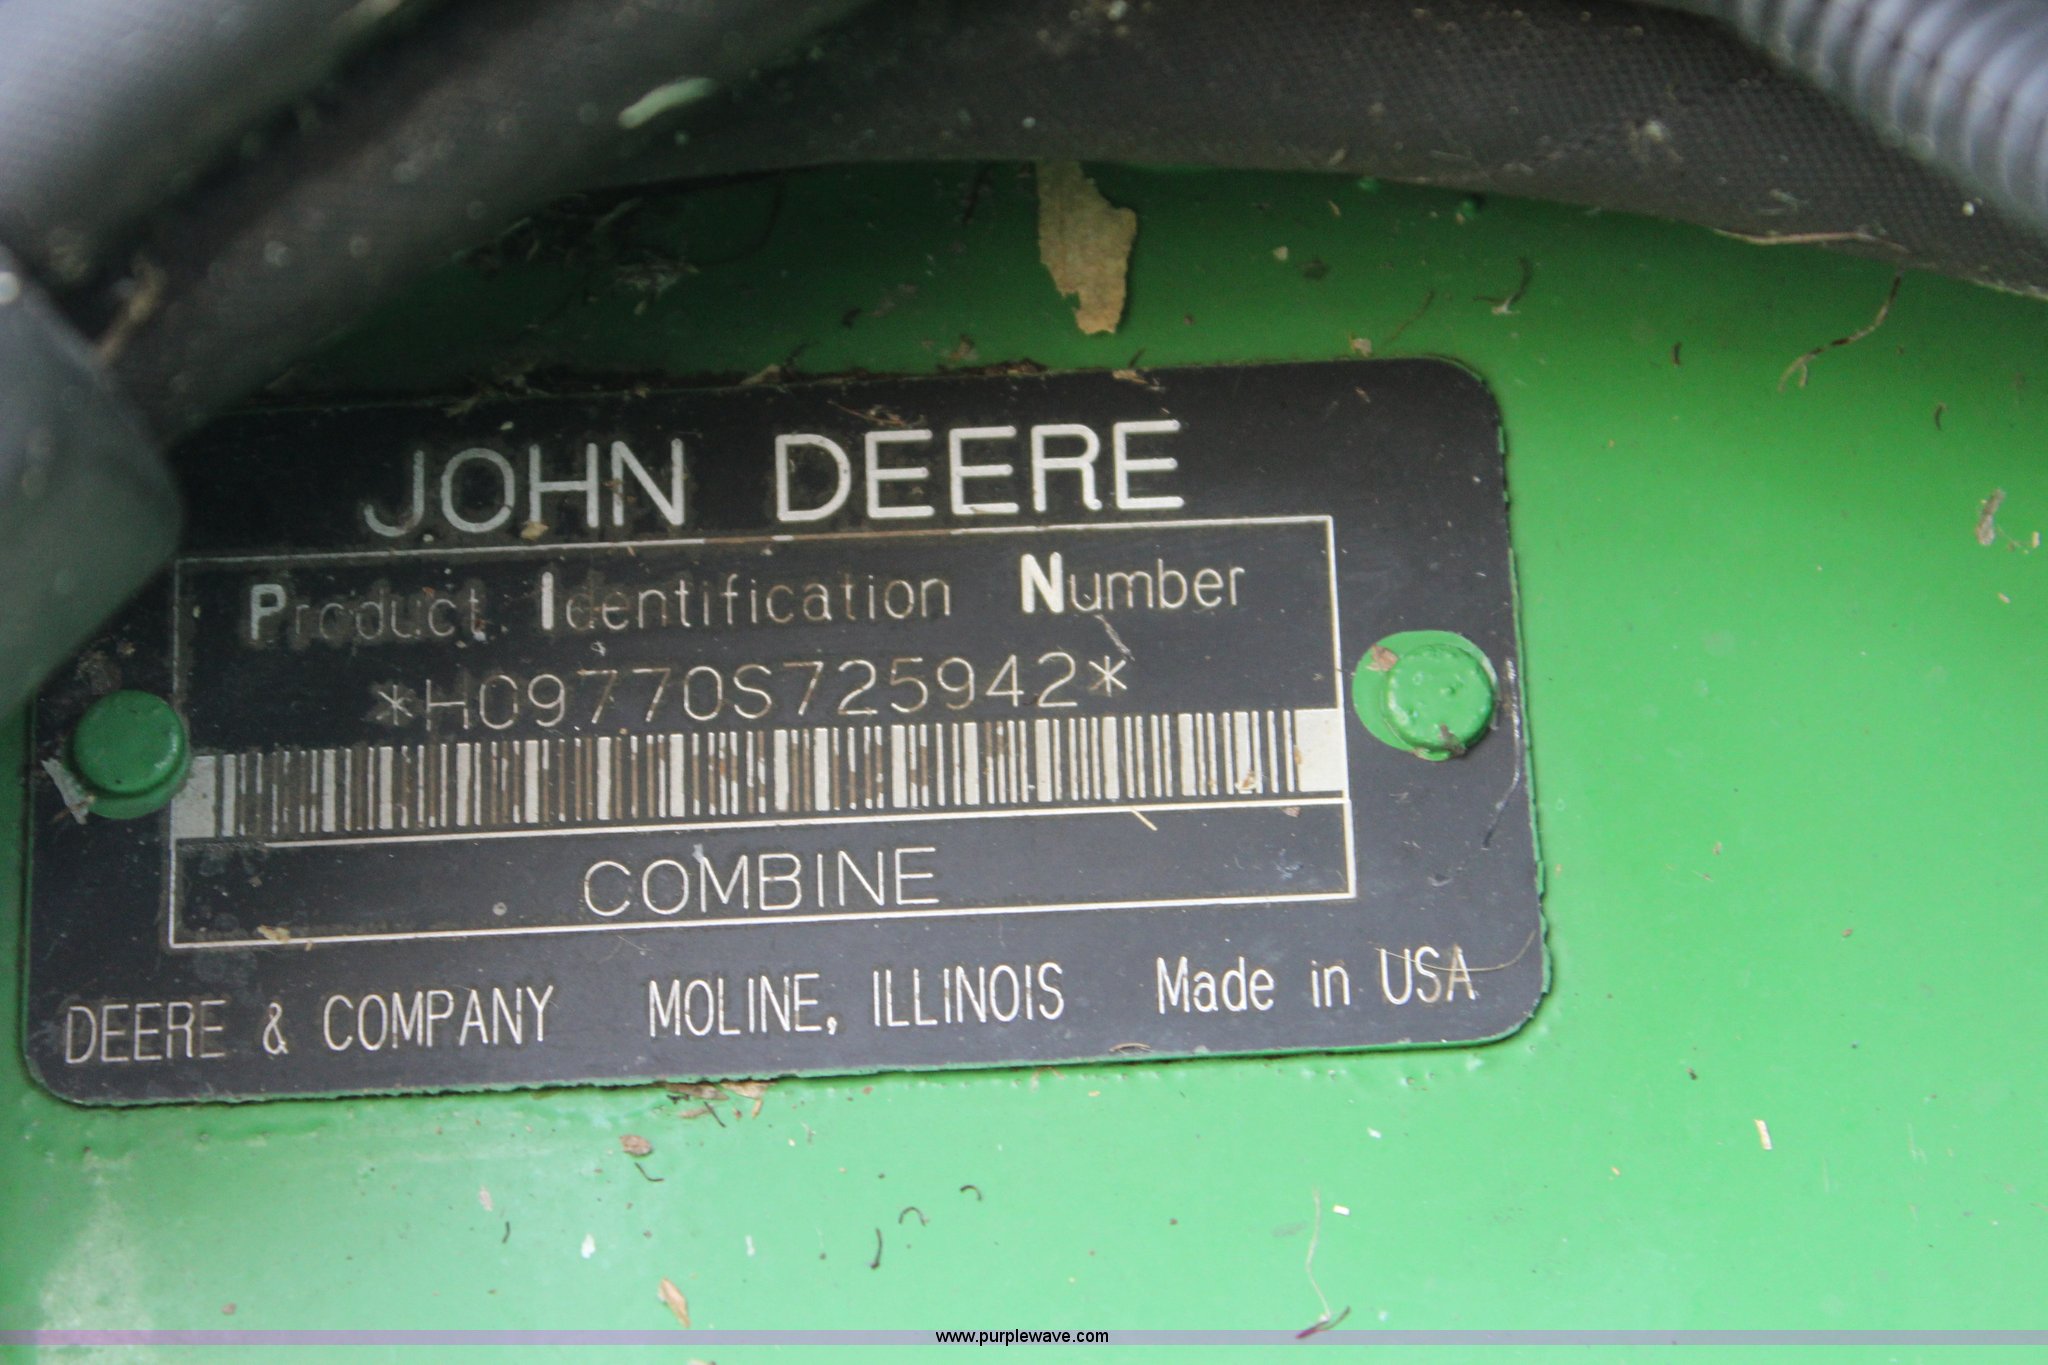 JOHN DEERE
Product Identification Number
*H09770S725942*
COMBINE
DEERE & COMPANY MOLINE, ILLINOIS Made in USA
www.purplewave.com